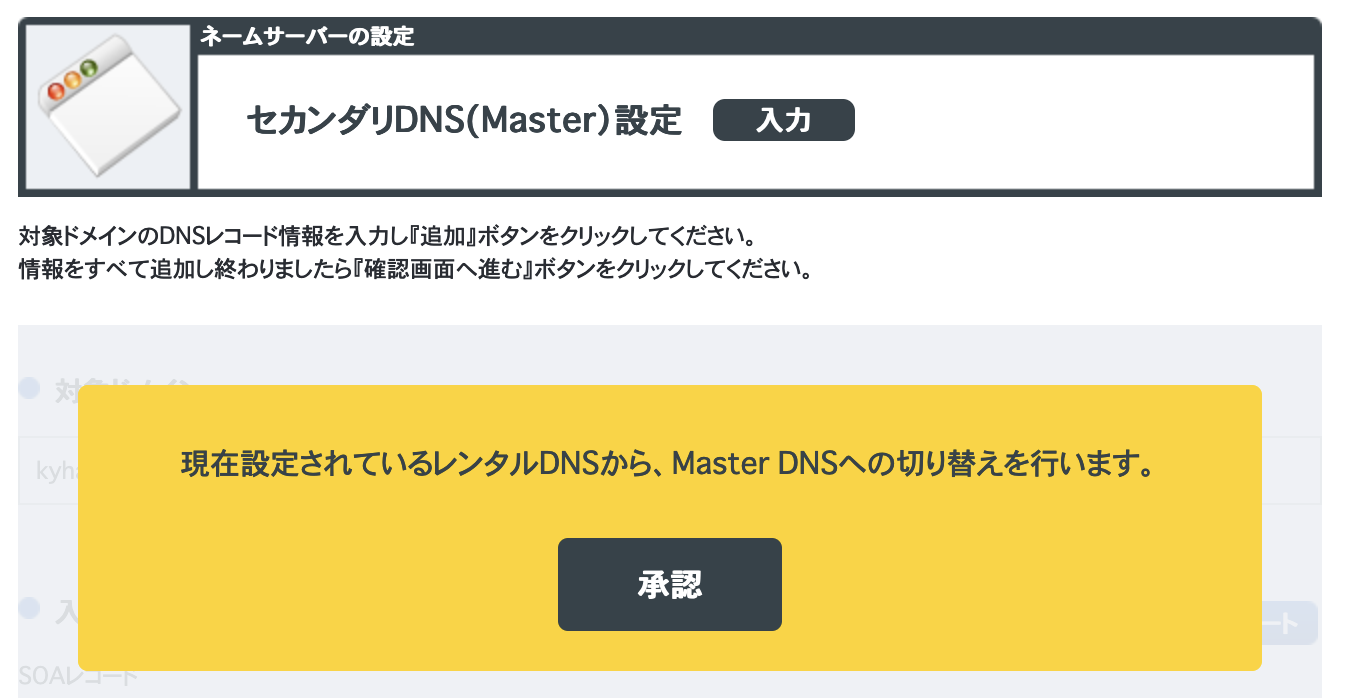 ネームサーバーの設定
セカンダリDNS(Master)設定
入力
対象ドメインのDNSレコード情報を入力し『追加』ボタンをクリックしてください。
情報をすべて追加し終わりましたら『確認画面へ進む』ボタンをクリックしてください。
対象ドメイン
現在設定されているレンタルDNSから、Master DNSへの切り替えを行います。
承認
SOAレコード